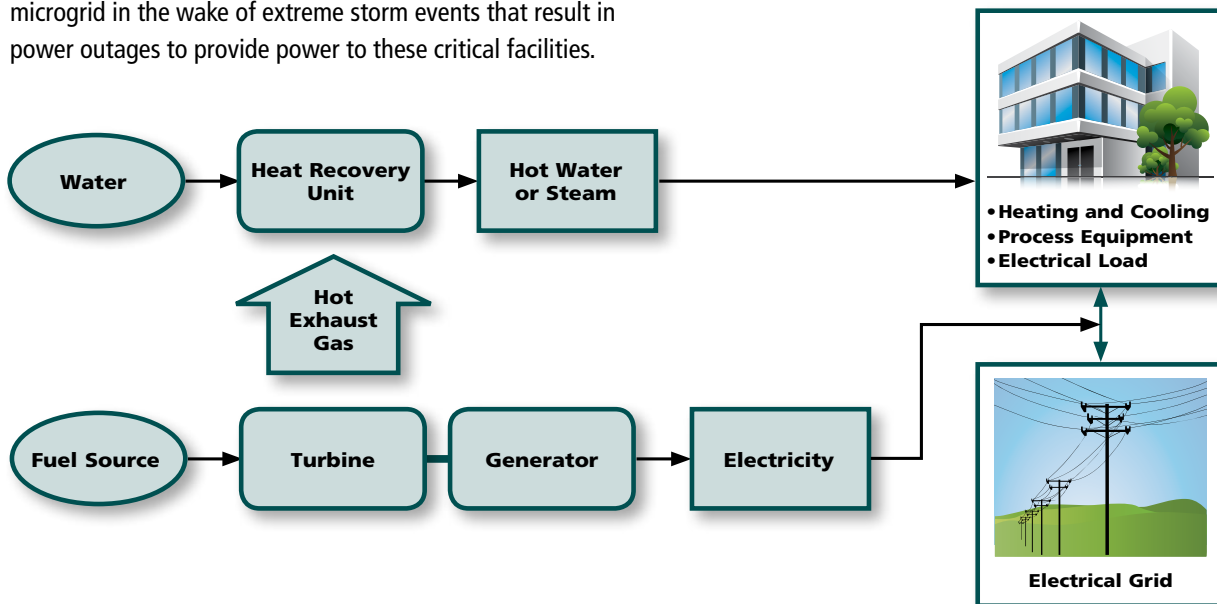 microgrid in the wake of extreme storm events that result in
power outages to provide power to these critical facilities.
Water
Heat Recovery
Unit
Hot Water
or Steam
•Heating and Cooling
•Process Equipment
•Electrical Load
Hot
Exhaust
Gas
Fuel Source
Turbine
Generator
Electricity
Electrical Grid